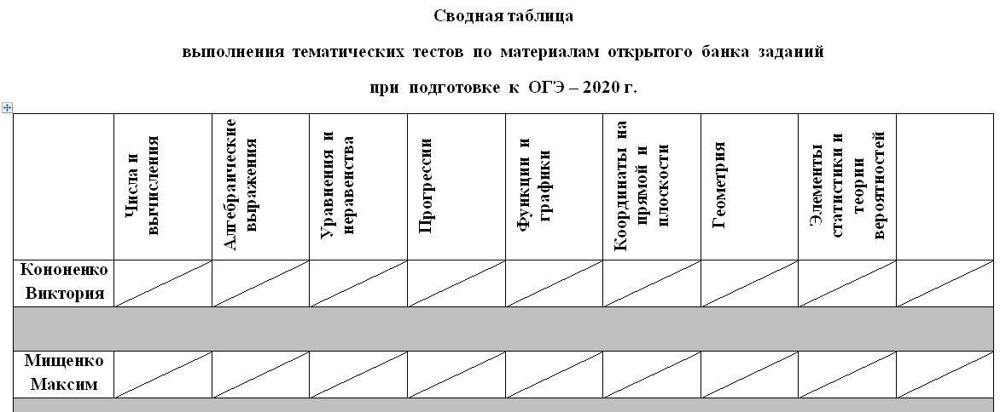 Сводная таблица
выполнения тематических тестов по материалам открытого банка заданий
при подготовке к ОГЭ – 2020 г.
Числа и
вычисления
Алгебраические
выражения
Уравнения и
неравенства
Прогрессии
Функции и
графики
Координаты на
прямой и
плоскости
Геометрия
Элементы
статистики и
теории
вероятностей
Кононенко
Виктория
Мищенко
Максим